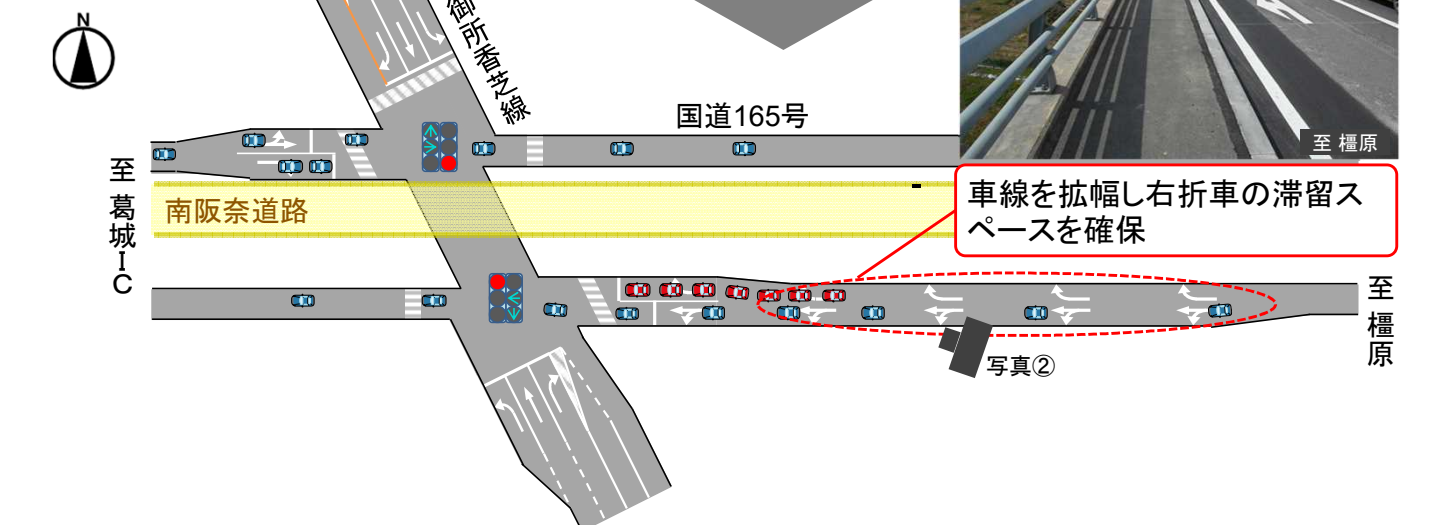 N
御所香芝線
国道165号
至 橿原
至 葛城IC
南阪奈道路
車線を拡幅し右折車の滞留ス
ペースを確保
至 橿原
写真②